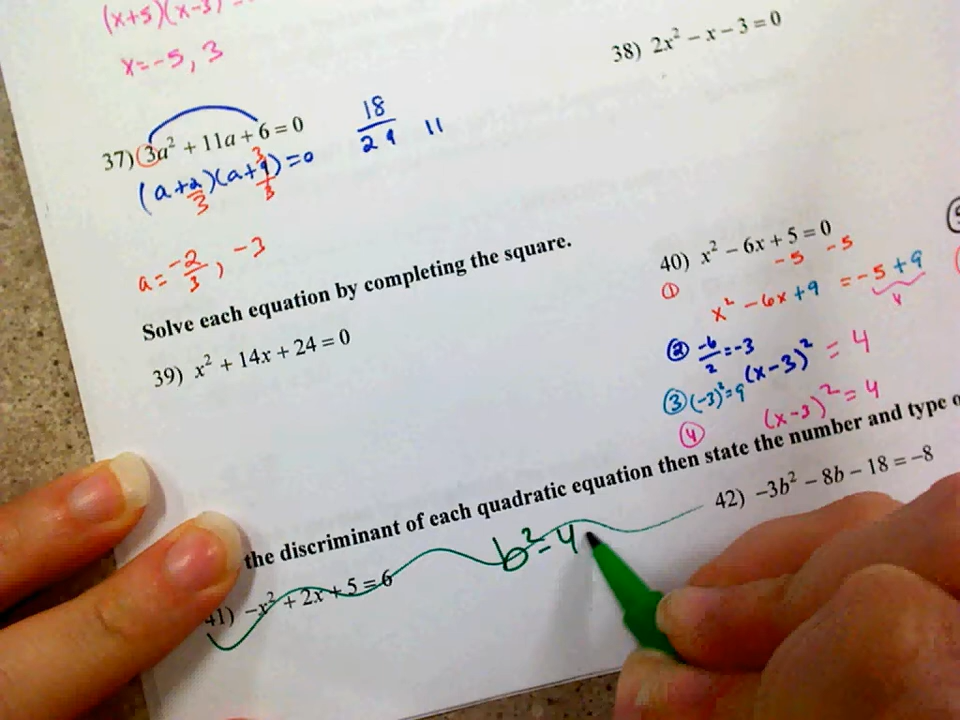 (x+5)(x-3)
x=-5, 3
38) 2x² − x − 3 = 0
37) 3a² + 11a + 6 = 0
18
29 11
(a+2/3)(a+9/3)=0
3
a = -2/3, -3
Solve each equation by completing the square.
39) x² + 14x + 24 = 0
40) x² − 6x + 5 = 0
-5 -5
① x² - 6x + 9 = -5 + 9
4
② -6/2 = -3 (x-3)² = 4
③ (-3)² = 9
④ (x-3)² = 4
the discriminant of each quadratic equation then state the number and type
41) −x² + 2x + 5 = 6
b²-4
42) −3b² − 8b − 18 = −8